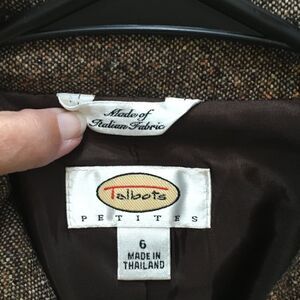 Made of
Italian Fabric
Talbots
PETITES
6
MADE IN
THAILAND